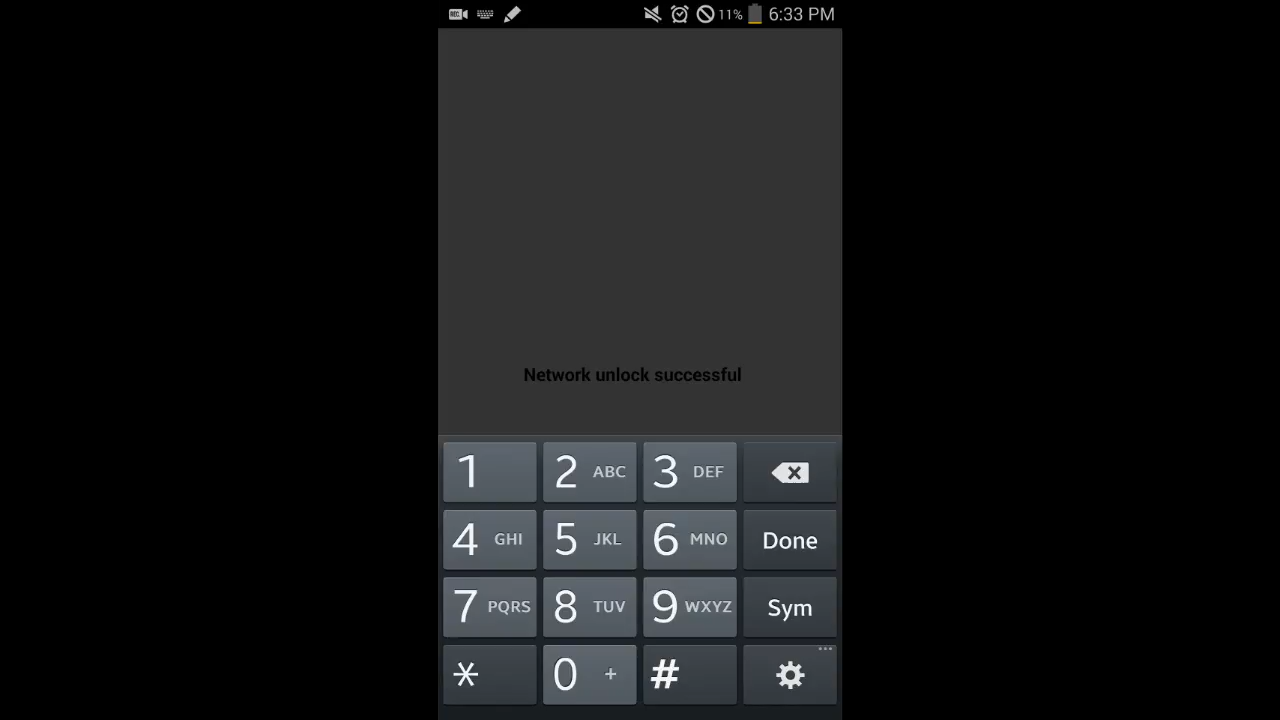 REC
11% 6:33 PM
Network unlock successful
1 2 ABC 3 DEF
4 GHI 5 JKL 6 MNO Done
7 PQRS 8 TUV 9 WXYZ Sym
* 0 + #